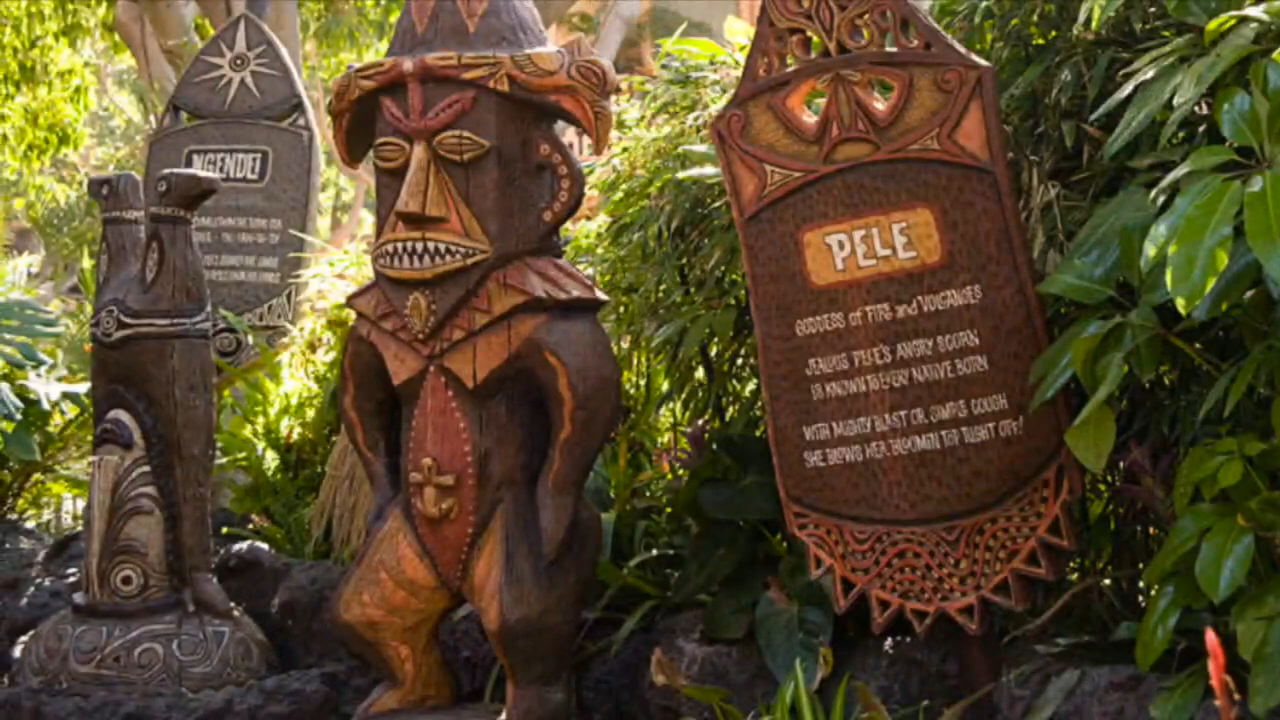 NGENDEI
PELE
GODDESS of FIRE and VOLCANOES
JEALOUS PELE'S ANGRY SCORN
IS KNOWN TO EVERY NATIVE BORN
WITH MIGHTY BLAST OR SIMPLE COUGH
SHE BLOWS HER BLOOMIN TOP RIGHT OFF!